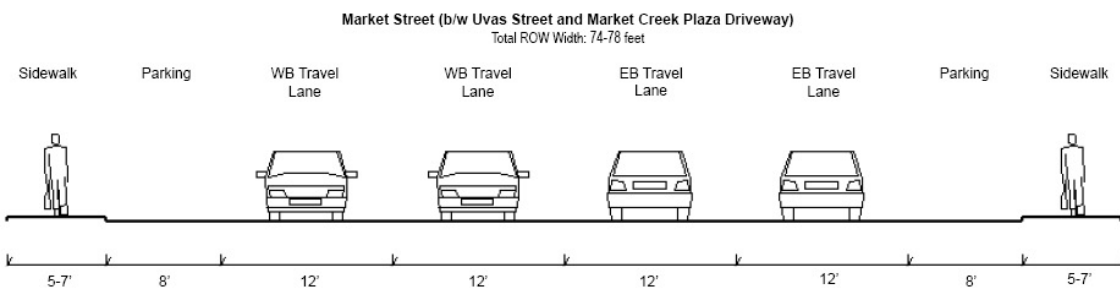 Market Street (b/w Uvas Street and Market Creek Plaza Driveway)
Total ROW Width: 74-78 feet
Sidewalk Parking WB Travel Lane WB Travel Lane EB Travel Lane EB Travel Lane Parking Sidewalk
5-7' 8' 12' 12' 12' 12' 8' 5-7'